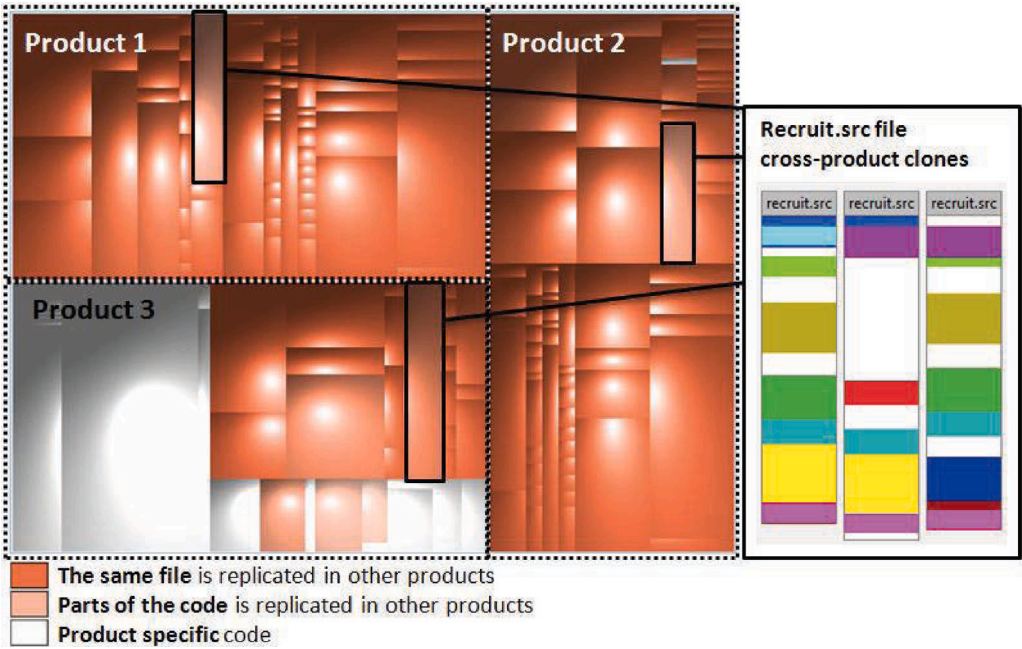 Product 1
Product 2
Recruit.src file
cross-product clones
recruit.src
recruit.src
recruit.src
Product 3
The same file is replicated in other products
Parts of the code is replicated in other products
Product specific code